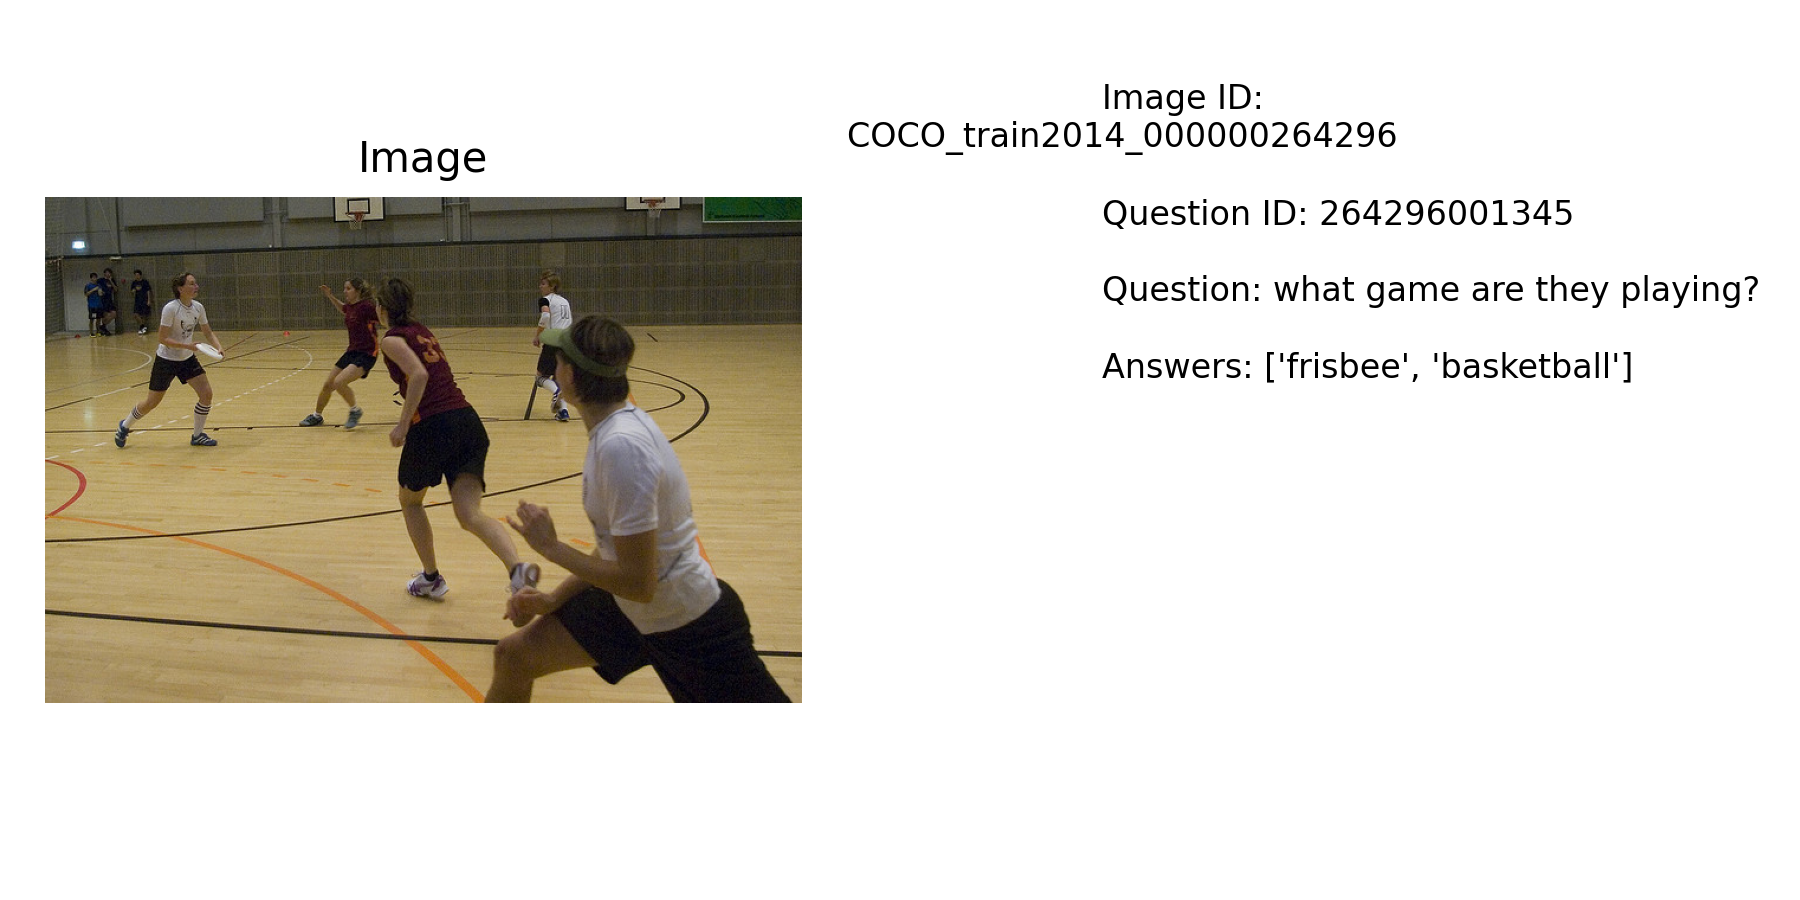 Image
Image ID:
COCO_train2014_000000264296
Question ID: 264296001345
Question: what game are they playing?
Answers: ['frisbee', 'basketball']